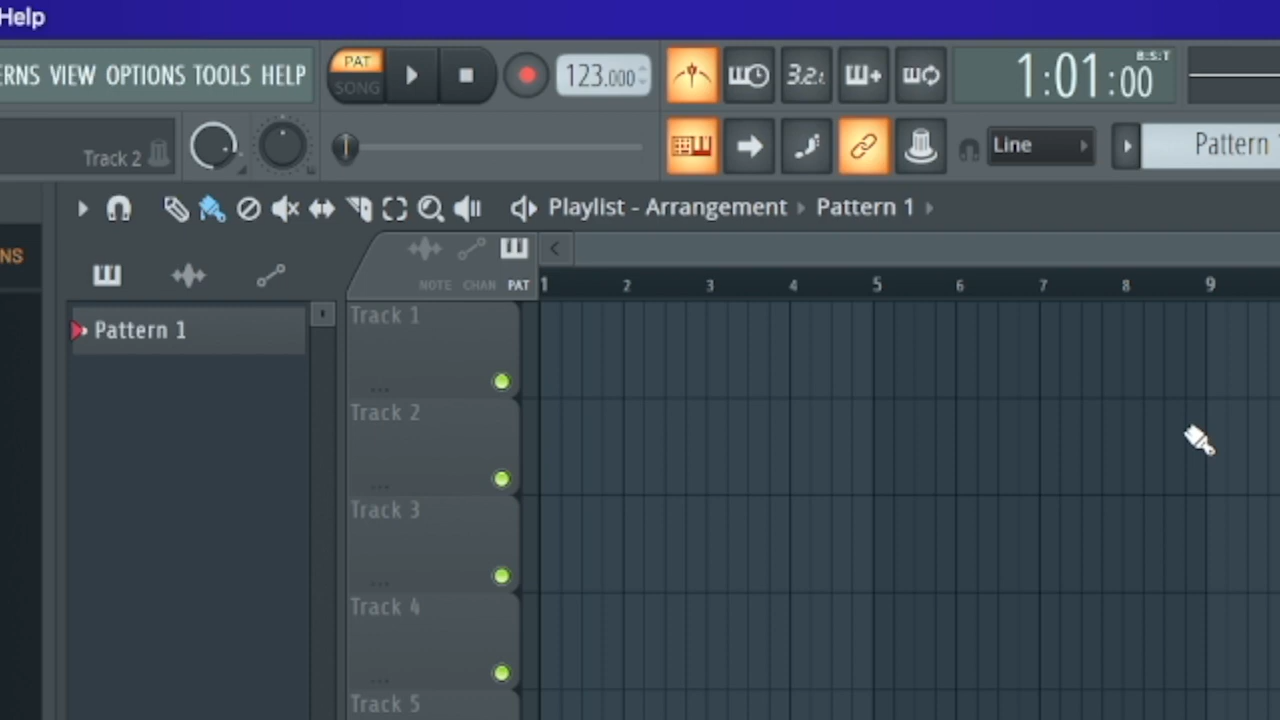 Help
ERNS VIEW OPTIONS TOOLS HELP
PAT
SONG
123.000
3.2.1
1:01:00
B:S:T
Track 2
Line
Pattern 1
Playlist - Arrangement
Pattern 1
NS
NOTE CHAN PAT
1 2 3 4 5 6 7 8 9
Pattern 1
Track 1
Track 2
Track 3
Track 4
Track 5